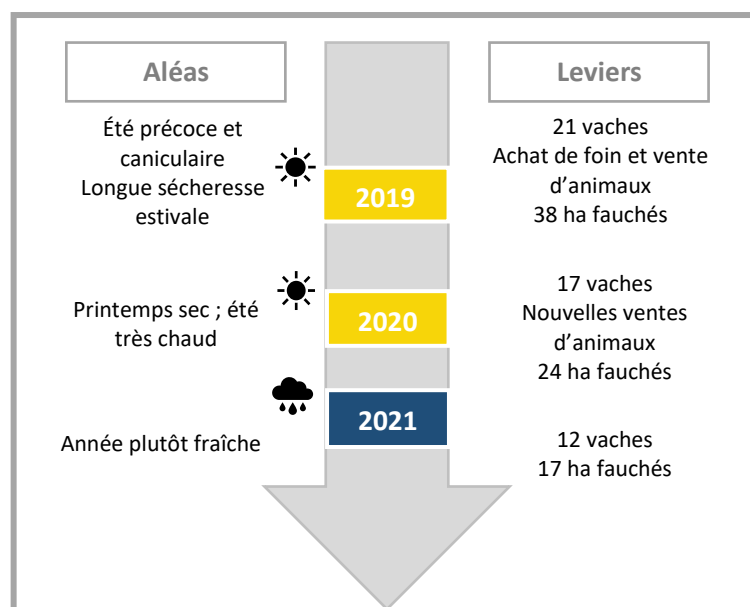 Aléas
Leviers
Été précoce et
caniculaire
Longue sécheresse
estivale
2019
21 vaches
Achat de foin et vente
d'animaux
38 ha fauchés
Printemps sec ; été
très chaud
2020
17 vaches
Nouvelles ventes
d'animaux
24 ha fauchés
Année plutôt fraîche
2021
12 vaches
17 ha fauchés